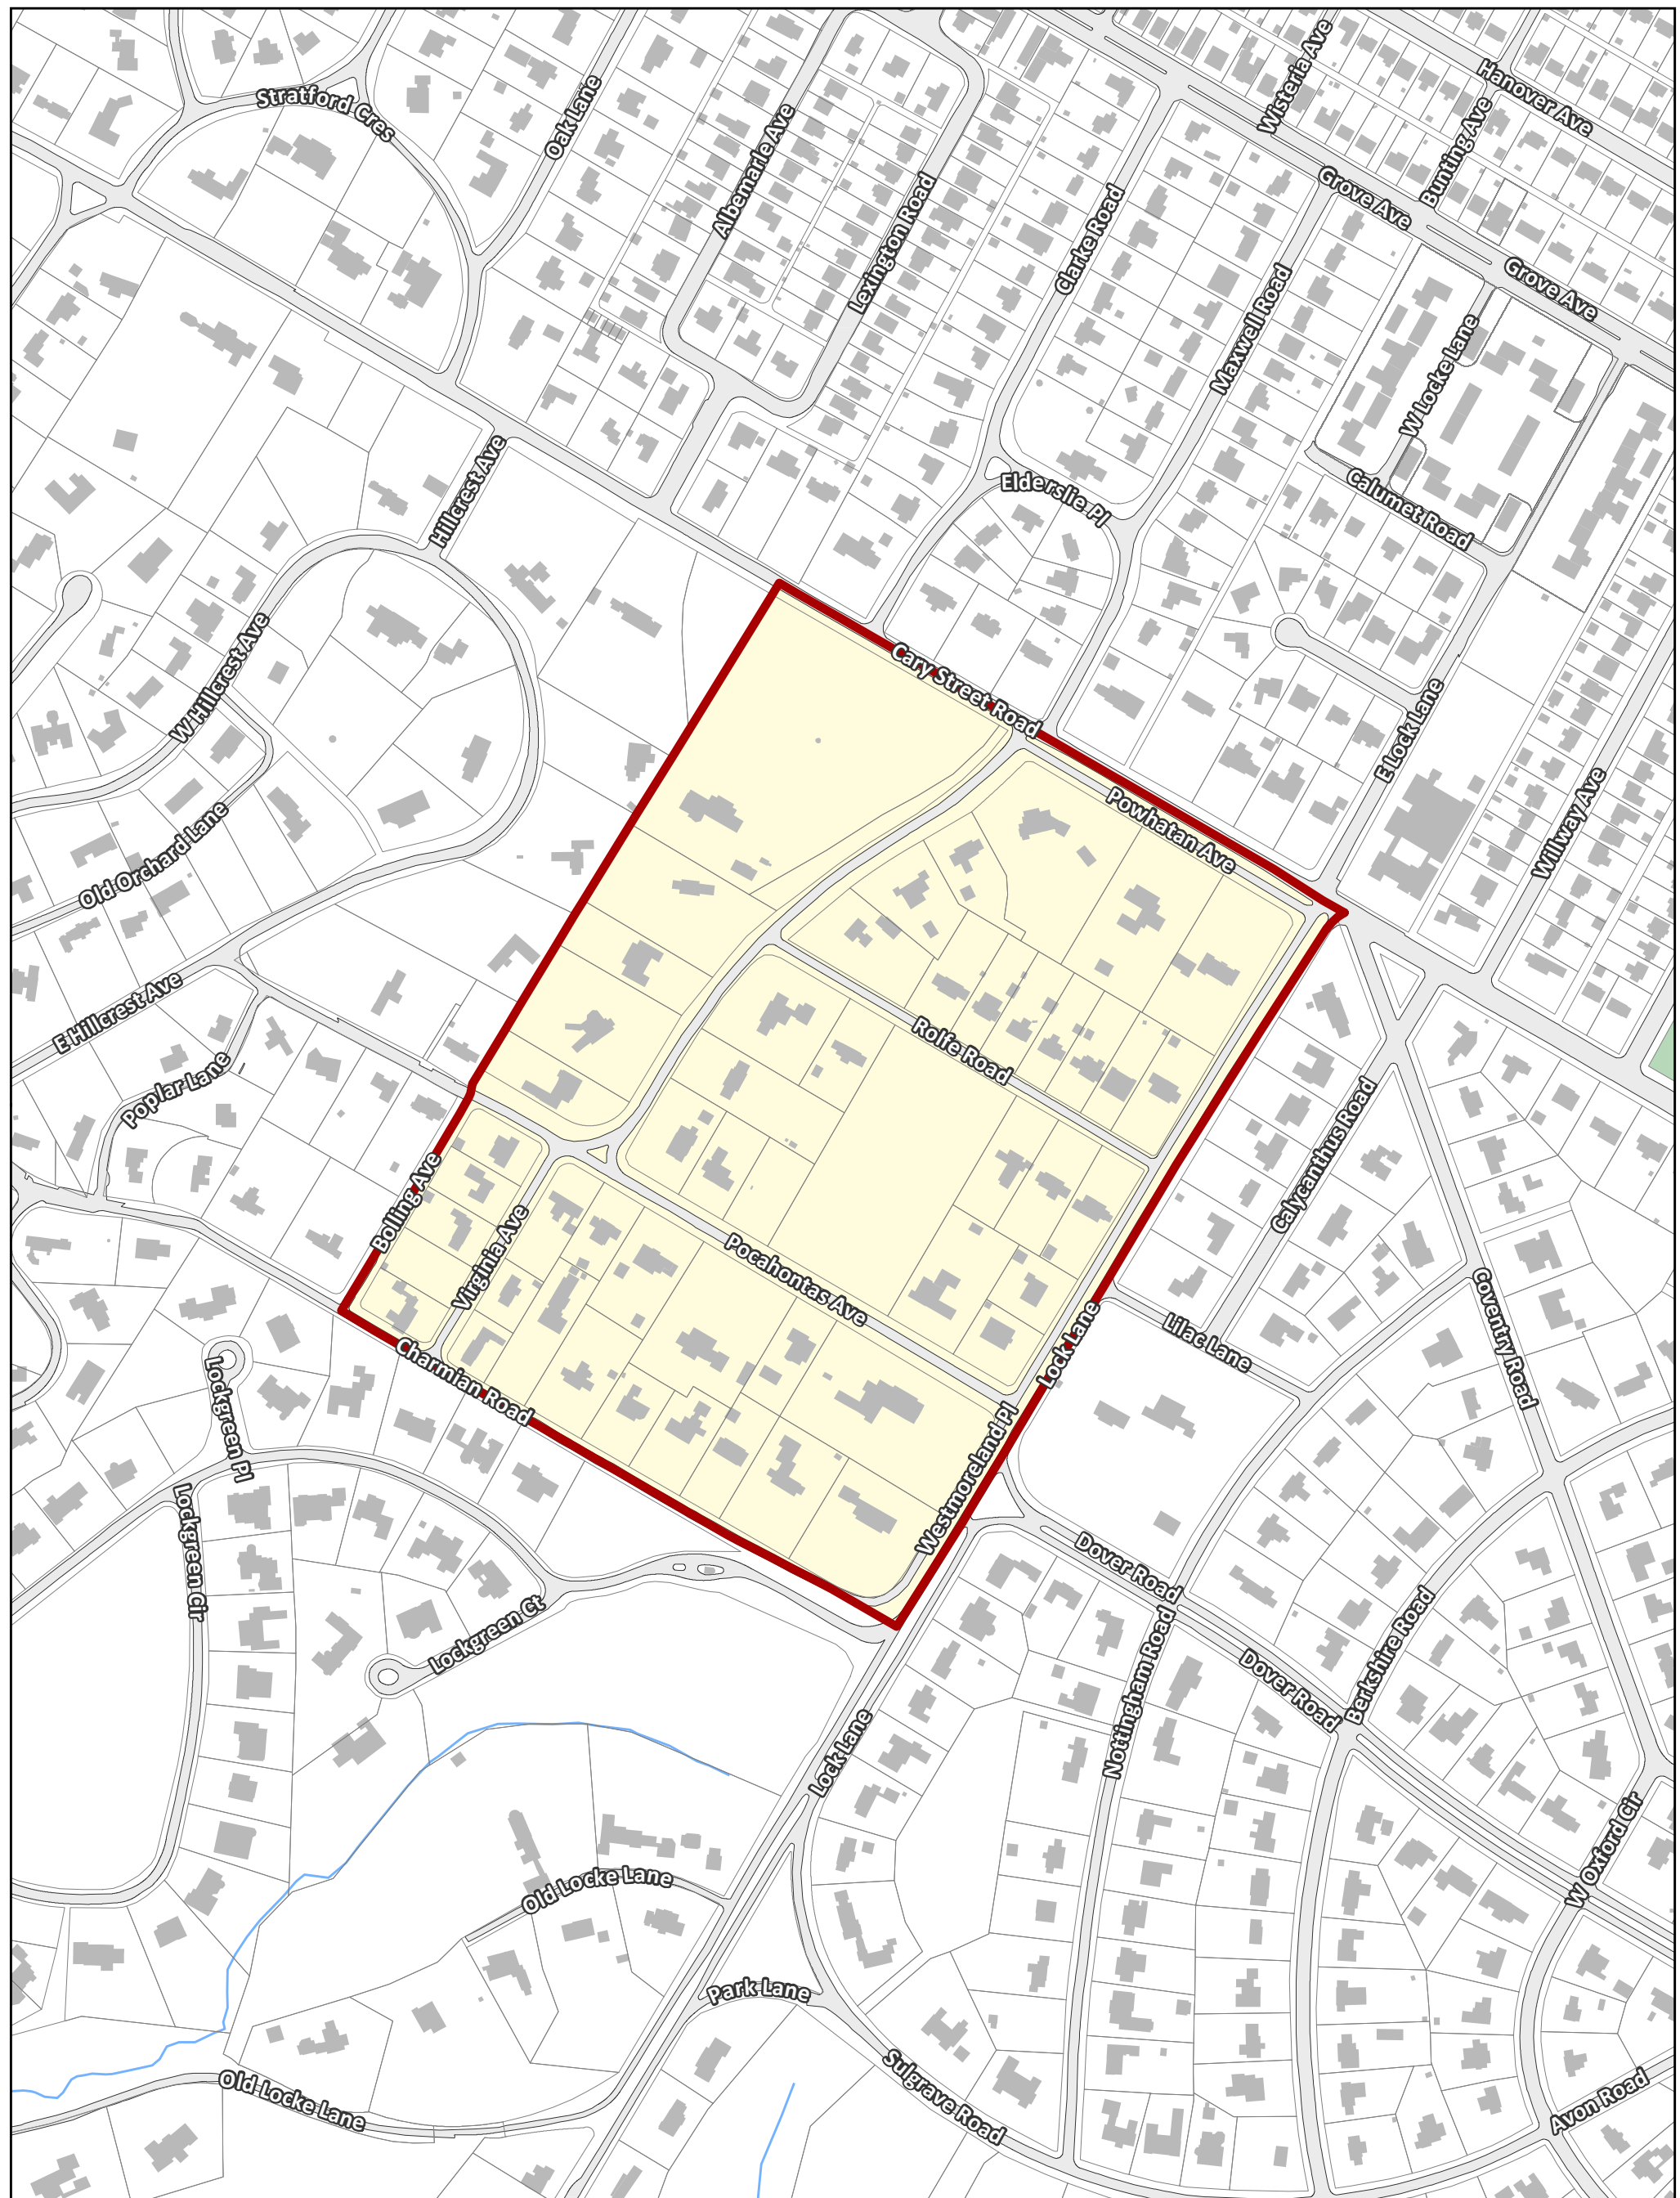 Wisteria Ave
Hanover Ave
Stratford Cres
Oak Lane
Bunting Ave
Albemarle Ave
Grove Ave
Lexington Road
Clarke Road
Grove Ave
Maxwell Road
W Locke Lane
Hillcrest Ave
Elderslie Pl
Calumet Road
W Hillcrest Ave
Cary Street Road
E Lock Lane
Powhatan Ave
Willway Ave
Old Orchard Lane
E Hillcrest Ave
Rolfe Road
Poplar Lane
Calycanthus Road
Bolling Ave
Virginia Ave
Pocahontas Ave
Lock Lane
Lilac Lane
Coventry Road
Charmian Road
Lockgreen Pl
Westmoreland Pl
Lockgreen Cir
Dover Road
Lockgreen Ct
Nottingham Road
Dover Road
Berkshire Road
Lock Lane
W Oxford Cir
Old Locke Lane
Park Lane
Sulgrave Road
Old Locke Lane
Avon Road